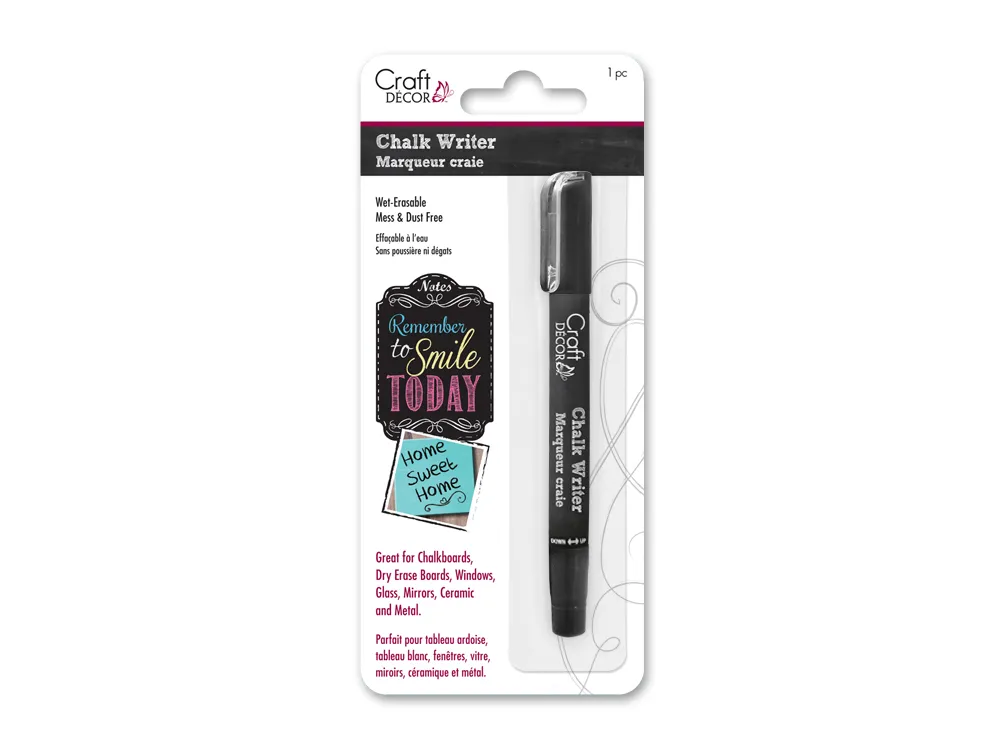 Craft
DÉCOR
1 pc
Chalk Writer
Marqueur craie
Wet-Erasable
Mess & Dust Free
Effaçable à l'eau
Sans poussière ni dégats
Notes
Remember
to Smile
TODAY
Home
Sweet
Home
Great for Chalkboards,
Dry Erase Boards, Windows,
Glass, Mirrors, Ceramic
and Metal.
Parfait pour tableau ardoise,
tableau blanc, fenêtres, vitre,
miroirs, céramique et métal.
Craft
DÉCOR
Chalk Writer
Marqueur craie
DOWN UP